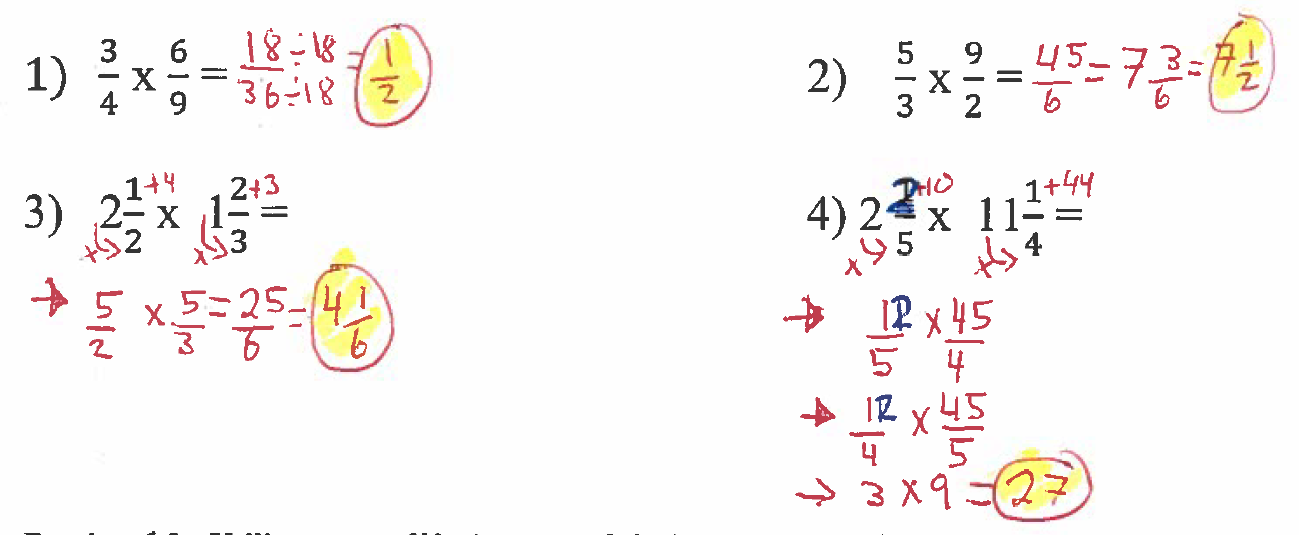 1) 3/4 x 6/9 = 18÷18/36÷18 = 1/2
2) 5/3 x 9/2 = 45/6 = 7 3/6 = 7 1/2
3) 2 1/2 +4 x 1 2/3 +3 =
x x
→ 5/2 x 5/3 = 25/6 = 4 1/6
4) 2 2/5 +10 x 11 1/4 +44 =
x x
→ 12/5 x 45/4
→ 12/4 x 45/5
→ 3 x 9 = 27